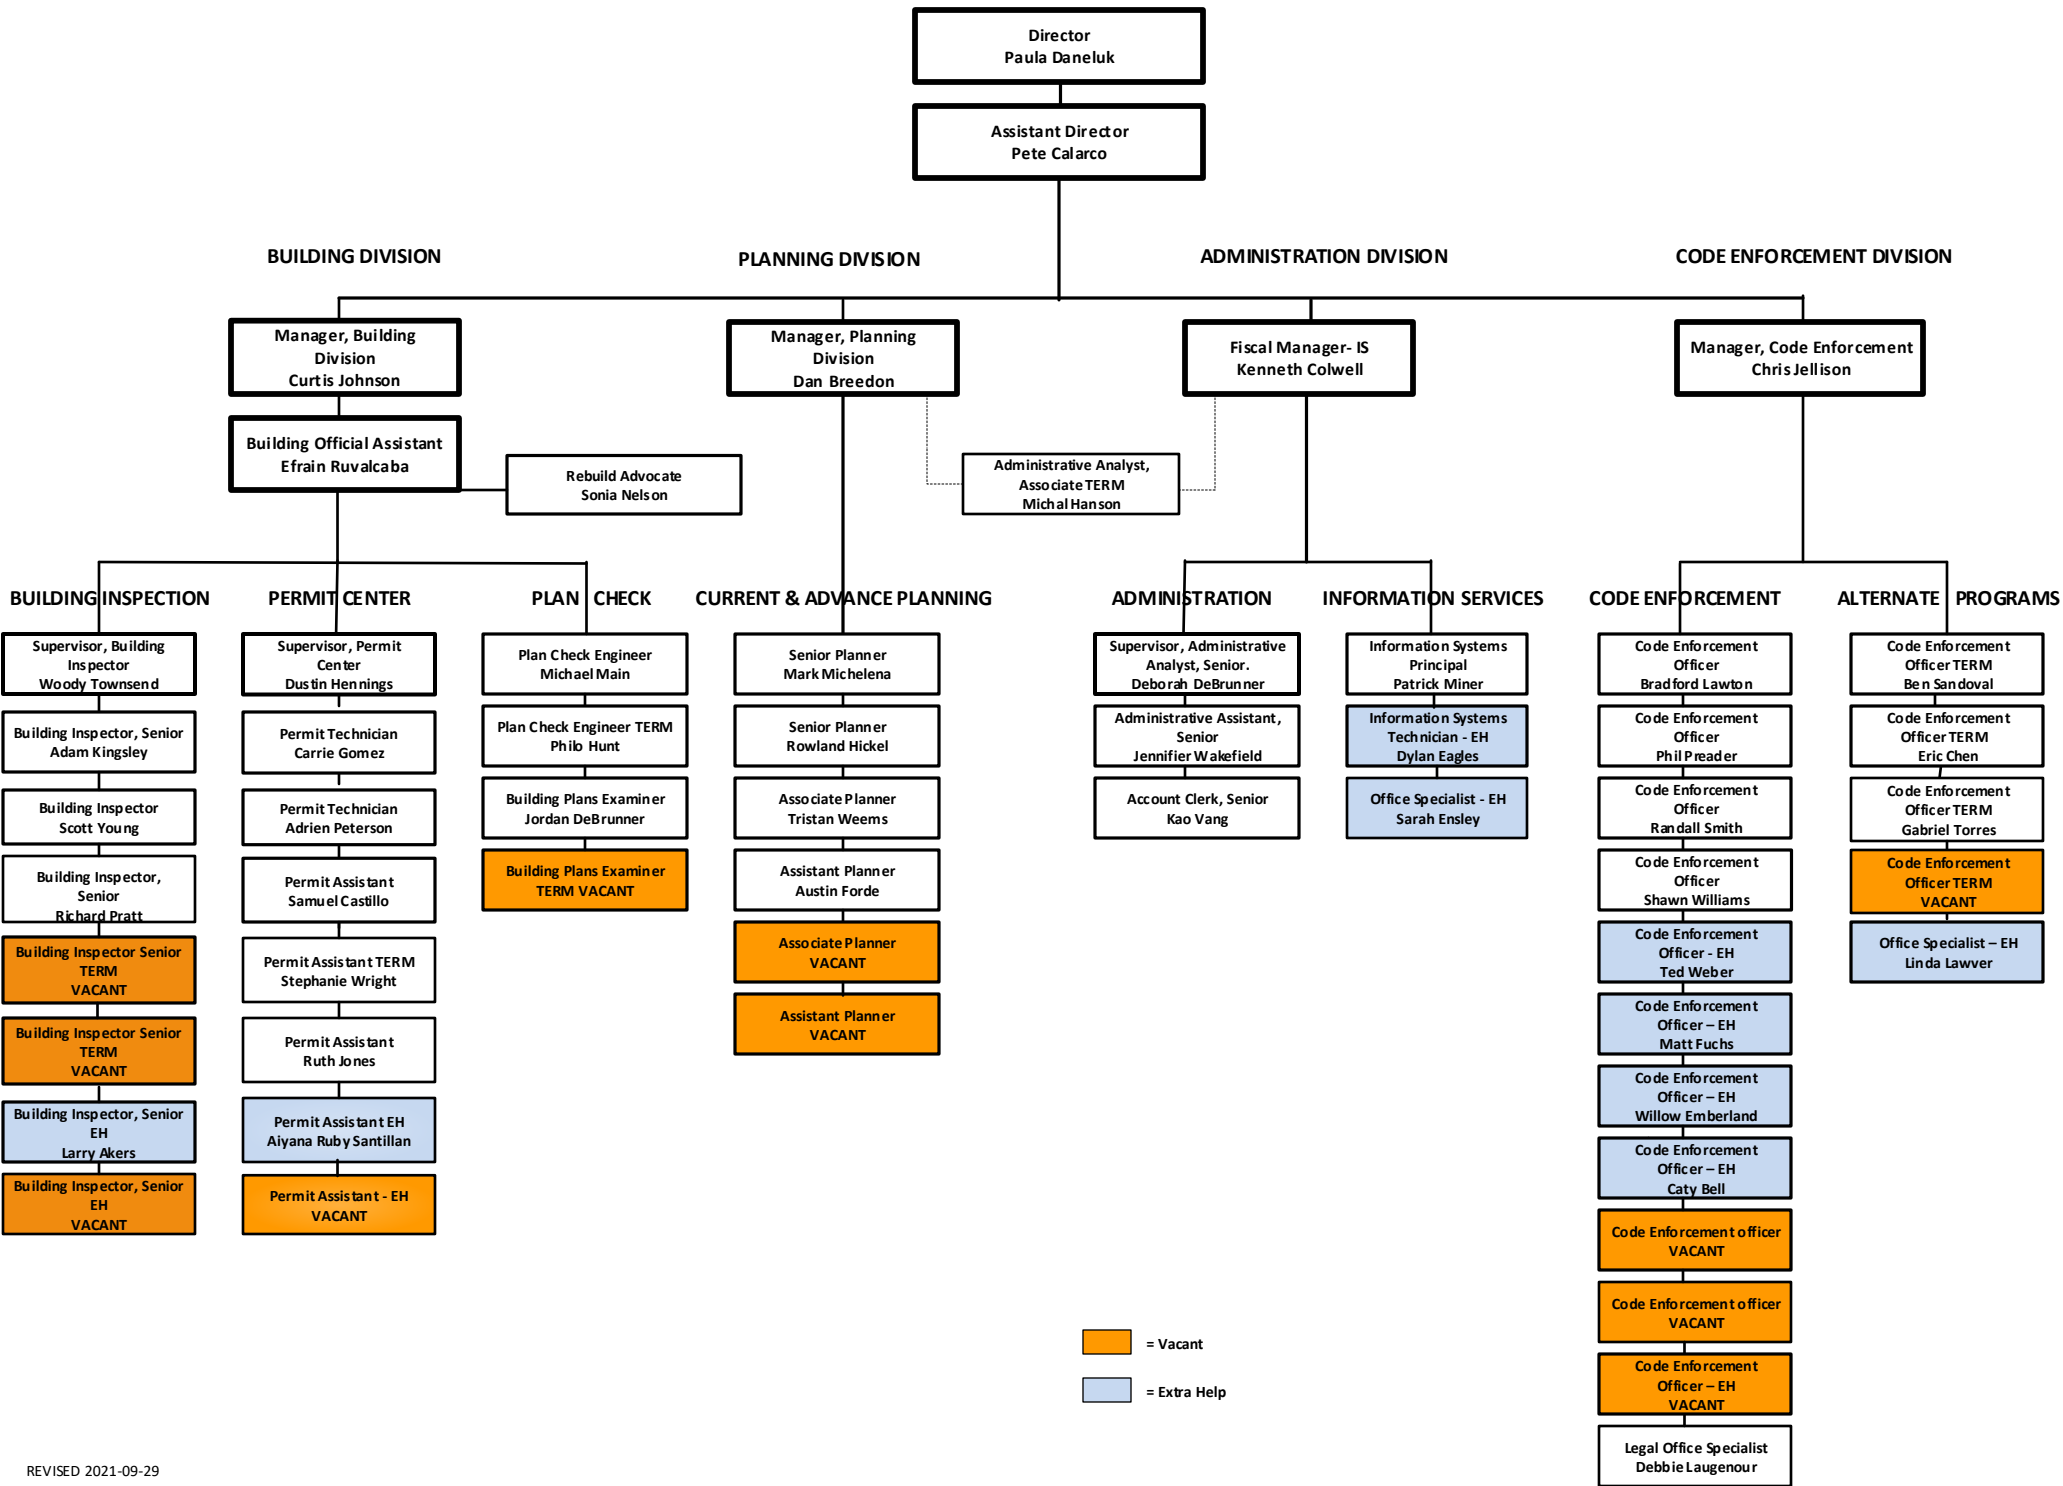 Director
Paula Daneluk
Assistant Director
Pete Calarco
BUILDING DIVISION
PLANNING DIVISION
ADMINISTRATION DIVISION
CODE ENFORCEMENT DIVISION
Manager, Building
Division
Curtis Johnson
Manager, Planning
Division
Dan Breedon
Fiscal Manager- IS
Kenneth Colwell
Manager, Code Enforcement
Chris Jellison
Building Official Assistant
Efrain Ruvalcaba
Rebuild Advocate
Sonia Nelson
Administrative Analyst,
Associate TERM
Michal Hanson
BUILDING INSPECTION
Supervisor, Building
Inspector
Woody Townsend
Building Inspector, Senior
Adam Kingsley
Building Inspector
Scott Young
Building Inspector,
Senior
Richard Pratt
Building Inspector Senior
TERM
VACANT
Building Inspector Senior
TERM
VACANT
Building Inspector, Senior
EH
Larry Akers
Building Inspector, Senior
EH
VACANT
PERMIT CENTER
Supervisor, Permit
Center
Dustin Hennings
Permit Technician
Carrie Gomez
Permit Technician
Adrien Peterson
Permit Assistant
Samuel Castillo
Permit Assistant TERM
Stephanie Wright
Permit Assistant
Ruth Jones
Permit Assistant EH
Aiyana Ruby Santillan
Permit Assistant - EH
VACANT
PLAN CHECK
Plan Check Engineer
Michael Main
Plan Check Engineer TERM
Philo Hunt
Building Plans Examiner
Jordan DeBrunner
Building Plans Examiner
TERM VACANT
CURRENT & ADVANCE PLANNING
Senior Planner
Mark Michelena
Senior Planner
Rowland Hickel
Associate Planner
Tristan Weems
Assistant Planner
Austin Forde
Associate Planner
VACANT
Assistant Planner
VACANT
ADMINISTRATION
Supervisor, Administrative
Analyst, Senior.
Deborah DeBrunner
Administrative Assistant,
Senior
Jennifier Wakefield
Account Clerk, Senior
Kao Vang
INFORMATION SERVICES
Information Systems
Principal
Patrick Miner
Information Systems
Technician - EH
Dylan Eagles
Office Specialist - EH
Sarah Ensley
CODE ENFORCEMENT
Code Enforcement
Officer
Bradford Lawton
Code Enforcement
Officer
Phil Preader
Code Enforcement
Officer
Randall Smith
Code Enforcement
Officer
Shawn Williams
Code Enforcement
Officer - EH
Ted Weber
Code Enforcement
Officer – EH
Matt Fuchs
Code Enforcement
Officer – EH
Willow Emberland
Code Enforcement
Officer – EH
Caty Bell
Code Enforcement officer
VACANT
Code Enforcement officer
VACANT
Code Enforcement
Officer – EH
VACANT
Legal Office Specialist
Debbie Laugenour
ALTERNATE PROGRAMS
Code Enforcement
Officer TERM
Ben Sandoval
Code Enforcement
Officer TERM
Eric Chen
Code Enforcement
Officer TERM
Gabriel Torres
Code Enforcement
Officer TERM
VACANT
Office Specialist – EH
Linda Lawver
= Vacant
= Extra Help
REVISED 2021-09-29